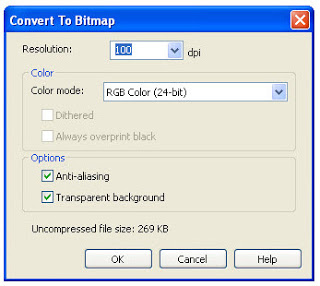 Convert To Bitmap
Resolution: 100 dpi
Color
Color mode: RGB Color (24-bit)
Dithered
Always overprint black
Options
Anti-aliasing
Transparent background
Uncompressed file size: 269 KB
OK Cancel Help